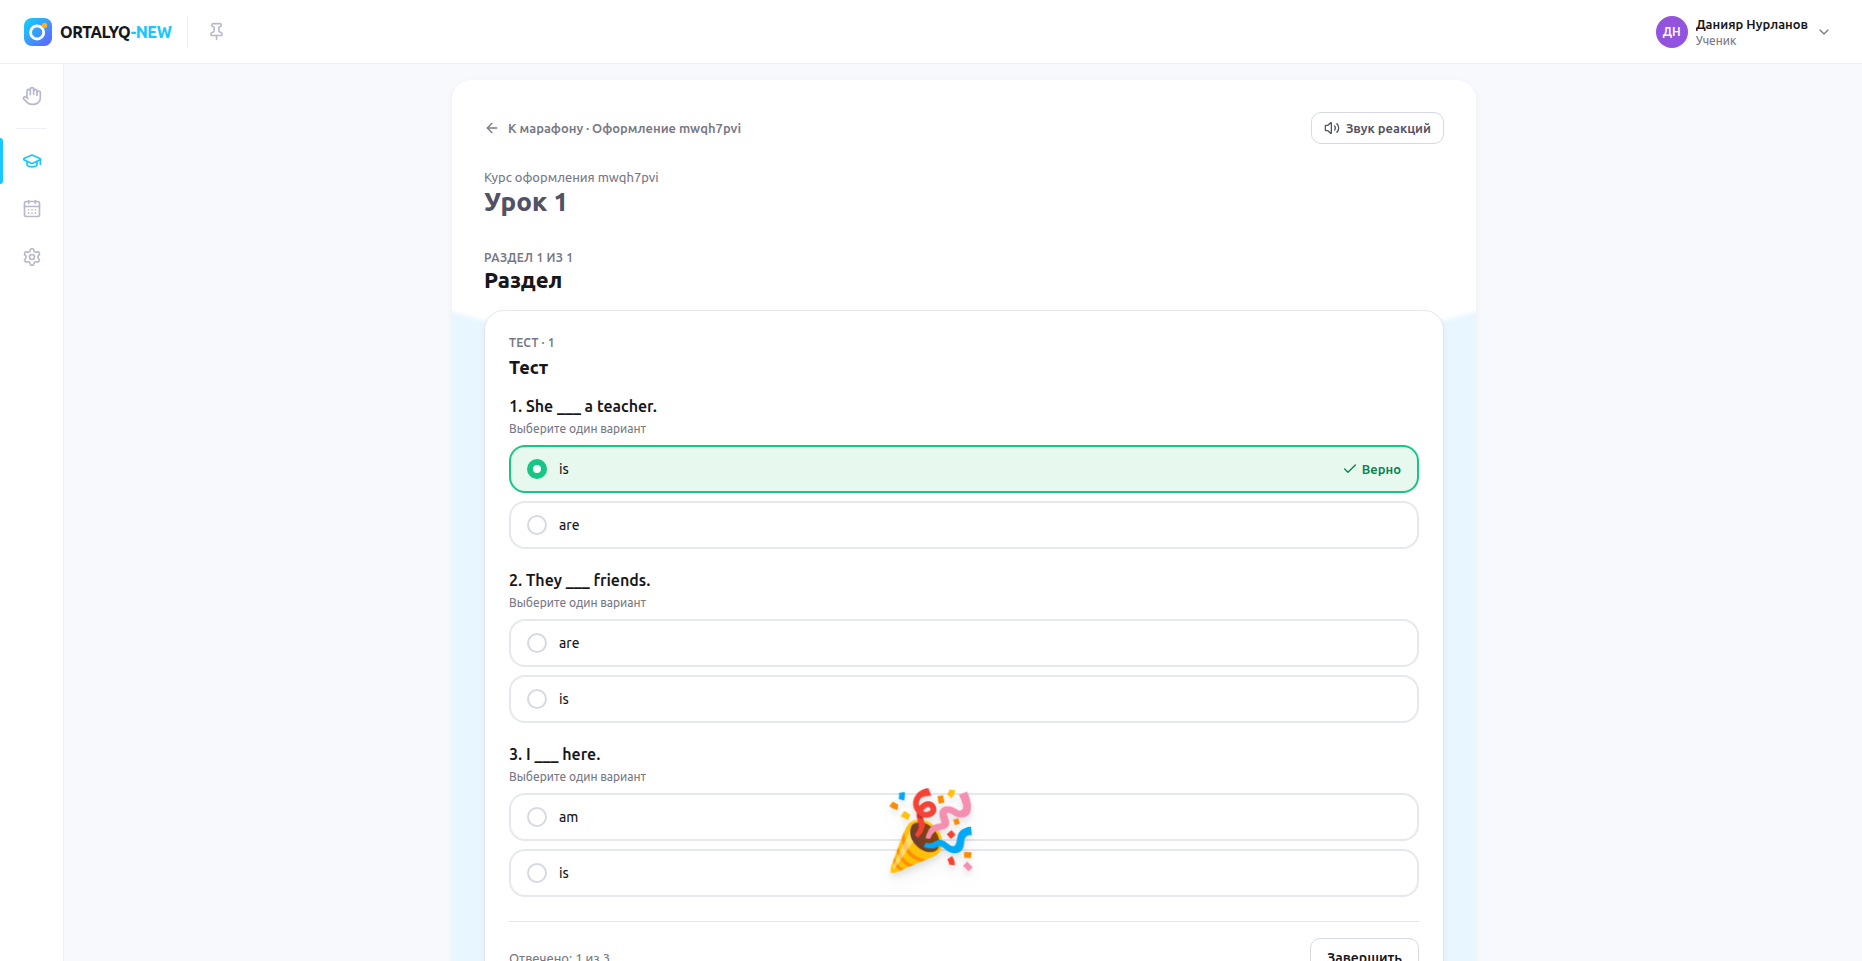 ORTALYQ-NEW
ДН
Данияр Нурланов
Ученик
К марафону · Оформление mwqh7pvi
Звук реакций
Курс оформления mwqh7pvi
Урок 1
РАЗДЕЛ 1 ИЗ 1
Раздел
ТЕСТ · 1
Тест
1. She ___ a teacher.
Выберите один вариант
is
Верно
are
2. They ___ friends.
Выберите один вариант
are
is
3. I ___ here.
Выберите один вариант
am
is
Отвечено: 1 из 3
Завершить